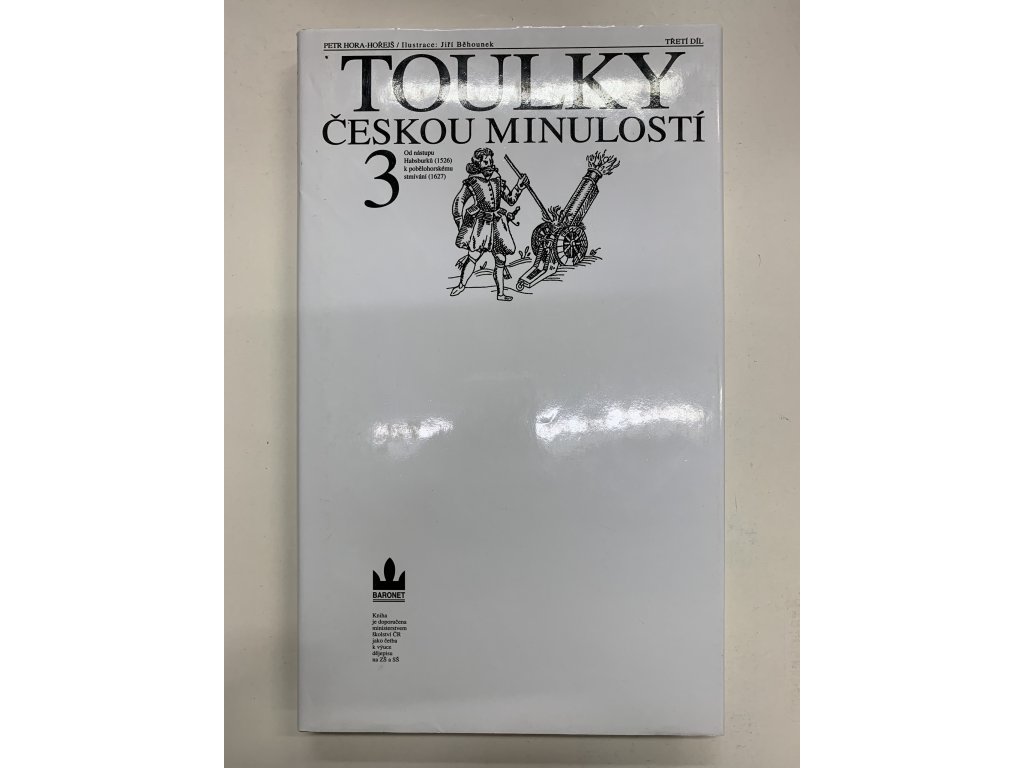 PETR HORA-HOŘEJŠ / Ilustrace: Jiří Běhounek TŘETÍ DÍL
TOULKY
ČESKOU MINULOSTÍ
3
Od nástupu
Habsburků (1526)
k pobělohorskému
stmívání (1627)
BARONET
Kniha
je doporučena
ministerstvem
školství ČR
jako četba
k výuce
dějepisu
na ZŠ a SŠ